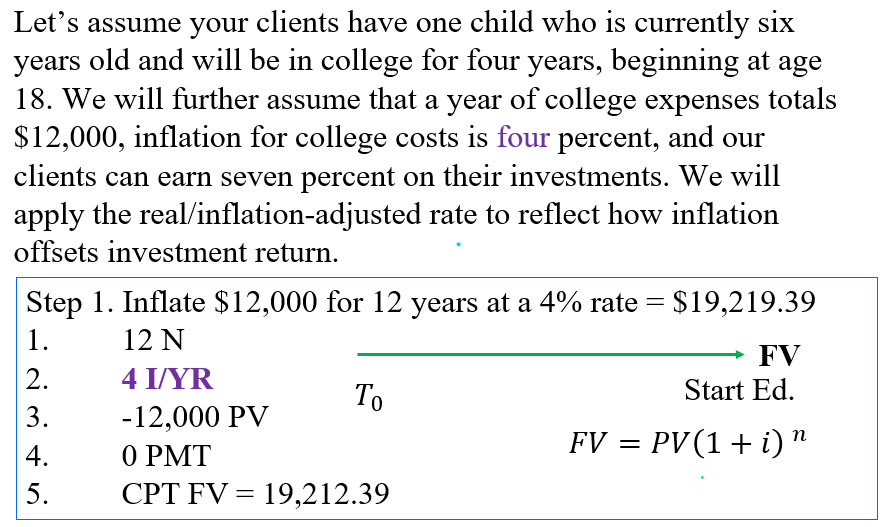 Let’s assume your clients have one child who is currently six
years old and will be in college for four years, beginning at age
18. We will further assume that a year of college expenses totals
$12,000, inflation for college costs is four percent, and our
clients can earn seven percent on their investments. We will
apply the real/inflation-adjusted rate to reflect how inflation
offsets investment return.
Step 1. Inflate $12,000 for 12 years at a 4% rate = $19,219.39
1. 12 N
2. 4 I/YR
3. -12,000 PV
4. 0 PMT
5. CPT FV = 19,212.39
T₀
FV
Start Ed.
FV = PV(1 + i) ⁿ